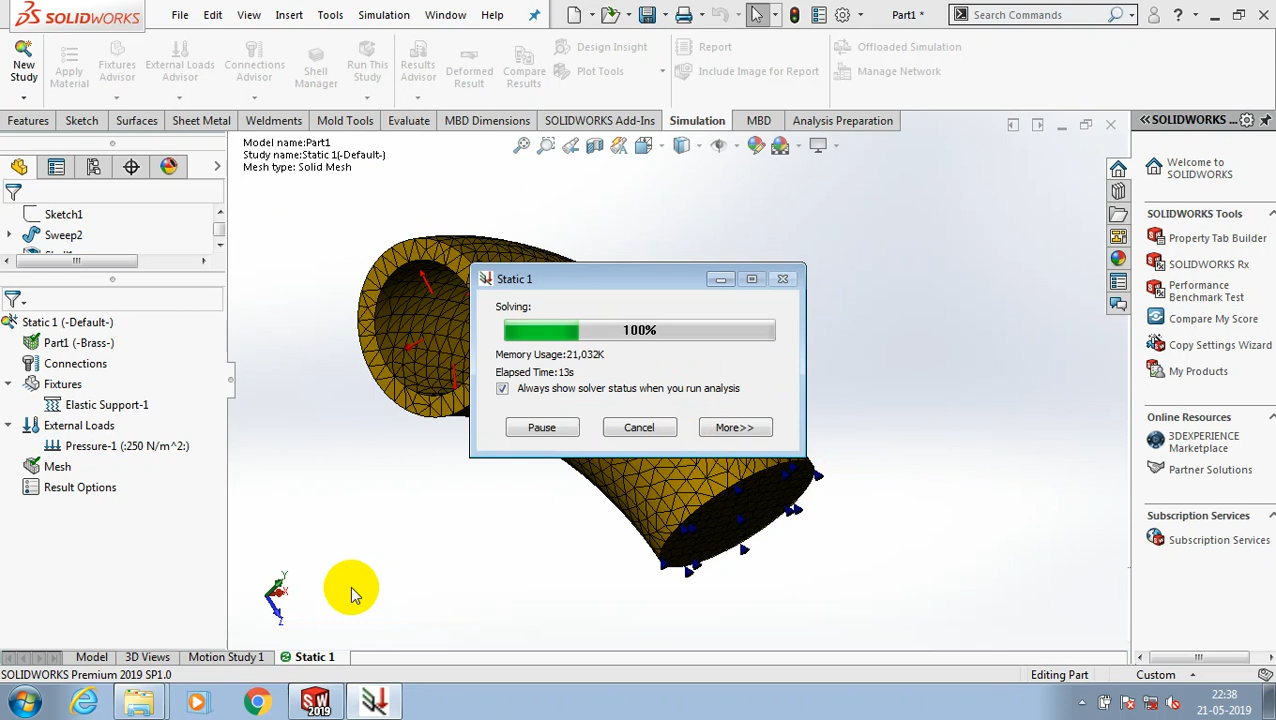 SOLIDWORKS
File Edit View Insert Tools Simulation Window Help
Part1 *
Search Commands
New Study
Apply Material
Fixtures Advisor
External Loads Advisor
Connections Advisor
Shell Manager
Run This Study
Results Advisor
Deformed Result
Compare Results
Design Insight
Plot Tools
Report
Include Image for Report
Offloaded Simulation
Manage Network
Features Sketch Surfaces Sheet Metal Weldments Mold Tools Evaluate MBD Dimensions SOLIDWORKS Add-Ins Simulation MBD Analysis Preparation
Model name:Part1
Study name:Static 1(-Default-)
Mesh type: Solid Mesh
Sketch1
Sweep2
Static 1 (-Default-)
Part1 (-Brass-)
Connections
Fixtures
Elastic Support-1
External Loads
Pressure-1 (:250 N/m^2:)
Mesh
Result Options
Static 1
Solving:
100%
Memory Usage:21,032K
Elapsed Time:13s
Always show solver status when you run analysis
Pause Cancel More>>
Y
X
Z
SOLIDWORKS ...
Welcome to
SOLIDWORKS
SOLIDWORKS Tools
Property Tab Builder
SOLIDWORKS Rx
Performance
Benchmark Test
Compare My Score
Copy Settings Wizard
My Products
Online Resources
3DEXPERIENCE
Marketplace
Partner Solutions
Subscription Services
Subscription Services
Model 3D Views Motion Study 1 Static 1
SOLIDWORKS Premium 2019 SP1.0
Editing Part
Custom
SW
2019
22:38
21-05-2019